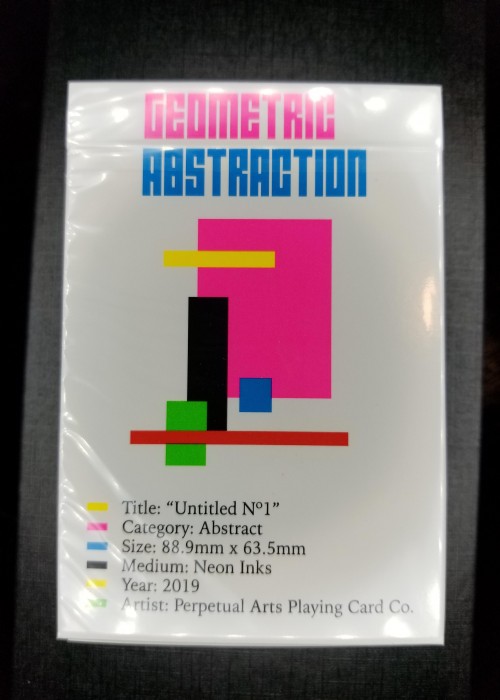 GEOMETRIC
ABSTRACTION
Title: “Untitled Nº1”
Category: Abstract
Size: 88.9mm x 63.5mm
Medium: Neon Inks
Year: 2019
Artist: Perpetual Arts Playing Card Co.